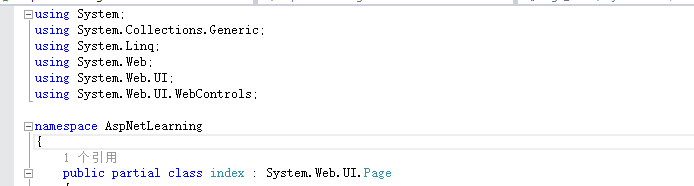 using System;
using System.Collections.Generic;
using System.Linq;
using System.Web;
using System.Web.UI;
using System.Web.UI.WebControls;
namespace AspNetLearning
{
1 个引用
public partial class index : System.Web.UI.Page